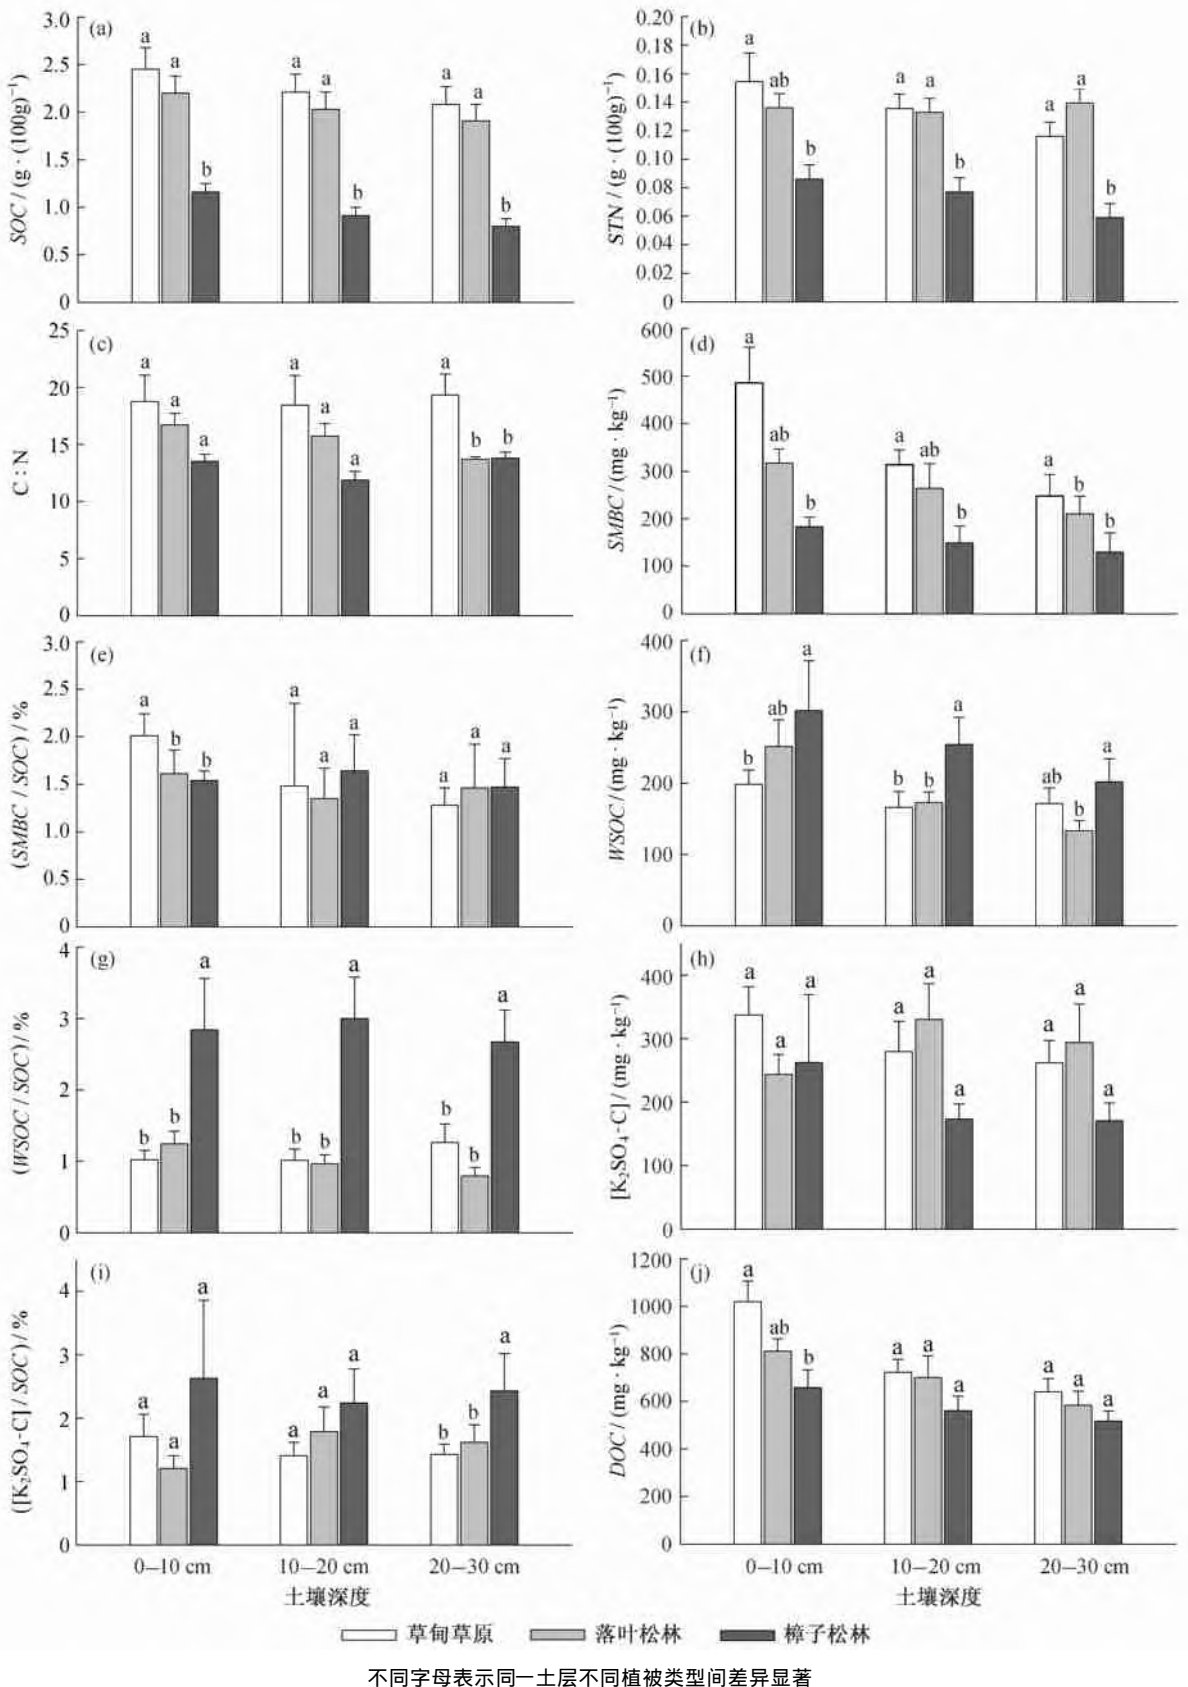 (a)
SOC / (g · (100g)⁻¹)
3.0
2.5
2.0
1.5
1.0
0.5
0
a a b
a a b
a a b
(b)
STN / (g · (100g)⁻¹)
0.20
0.18
0.16
0.14
0.12
0.10
0.08
0.06
0.04
0.02
0
a ab b
a a b
a a b
(c)
C : N
25
20
15
10
5
0
a a a
a a a
a b b
(d)
SMBC / (mg · kg⁻¹)
600
500
400
300
200
100
0
a ab b
a ab b
a b b
(e)
(SMBC / SOC) / %
3.0
2.5
2.0
1.5
1.0
0.5
0
a b b
a a a
a a a
(f)
WSOC / (mg · kg⁻¹)
400
300
200
100
0
b ab a
b b a
ab b a
(g)
(WSOC / SOC) / %
4
3
2
1
0
b b a
b b a
b b a
(h)
[K₂SO₄-C] / (mg · kg⁻¹)
400
300
200
100
0
a a a
a a a
a a a
(i)
([K₂SO₄-C] / SOC) / %
4
3
2
1
0
a a a
a a a
b b a
0—10 cm 10—20 cm 20—30 cm
土壤深度
(j)
DOC / (mg · kg⁻¹)
1200
1000
800
600
400
200
0
a ab b
a a a
a a a
0—10 cm 10—20 cm 20—30 cm
土壤深度
草甸草原 落叶松林 樟子松林
不同字母表示同一土层不同植被类型间差异显著